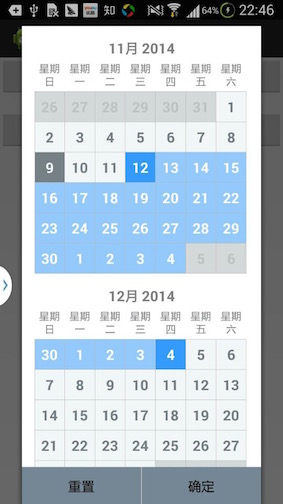 知 64% 22:46
11月 2014
星期日 星期一 星期二 星期三 星期四 星期五 星期六
26 27 28 29 30 31 1
2 3 4 5 6 7 8
9 10 11 12 13 14 15
16 17 18 19 20 21 22
23 24 25 26 27 28 29
30 1 2 3 4 5 6
12月 2014
星期日 星期一 星期二 星期三 星期四 星期五 星期六
30 1 2 3 4 5 6
7 8 9 10 11 12 13
14 15 16 17 18 19 20
21 22 23 24 25 26 27
重置 确定